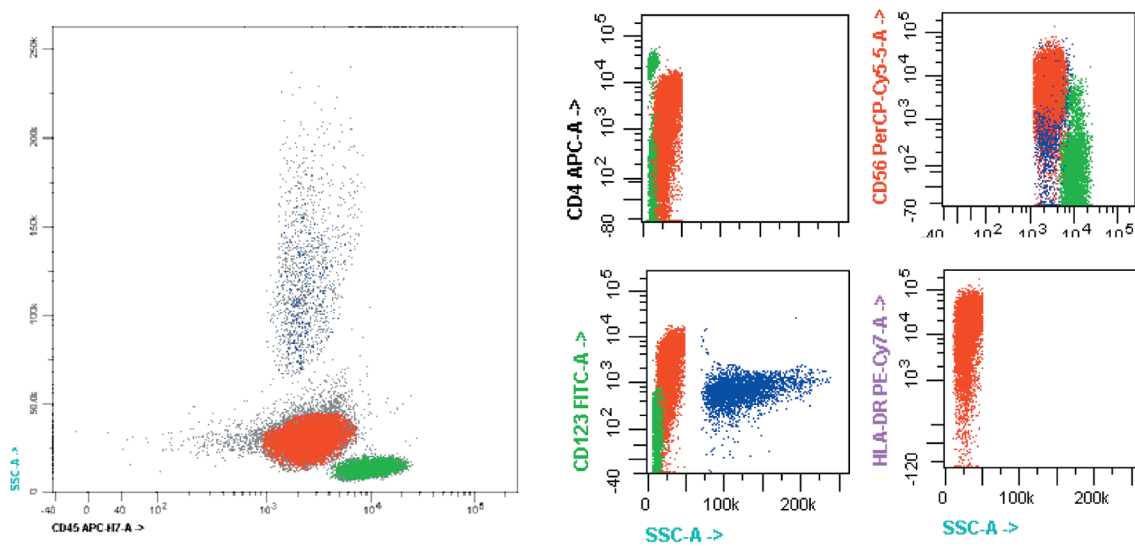 250k
200k
150k
100k
50.0k
0
SSC-A ->
-40 0 40 10² 10³ 10⁴ 10⁵
CD45 APC-H7-A ->
10⁵
10⁴
10³
10²
-80
CD4 APC-A ->
10⁵
10⁴
10³
10²
-70
CD56 PerCP-Cy5-5-A ->
-40 10² 10³ 10⁴ 10⁵
10⁵
10⁴
10³
10²
-40
CD123 FITC-A ->
0 100k 200k
SSC-A ->
10⁵
10⁴
10³
-120
HLA-DR PE-Cy7-A ->
0 100k 200k
SSC-A ->